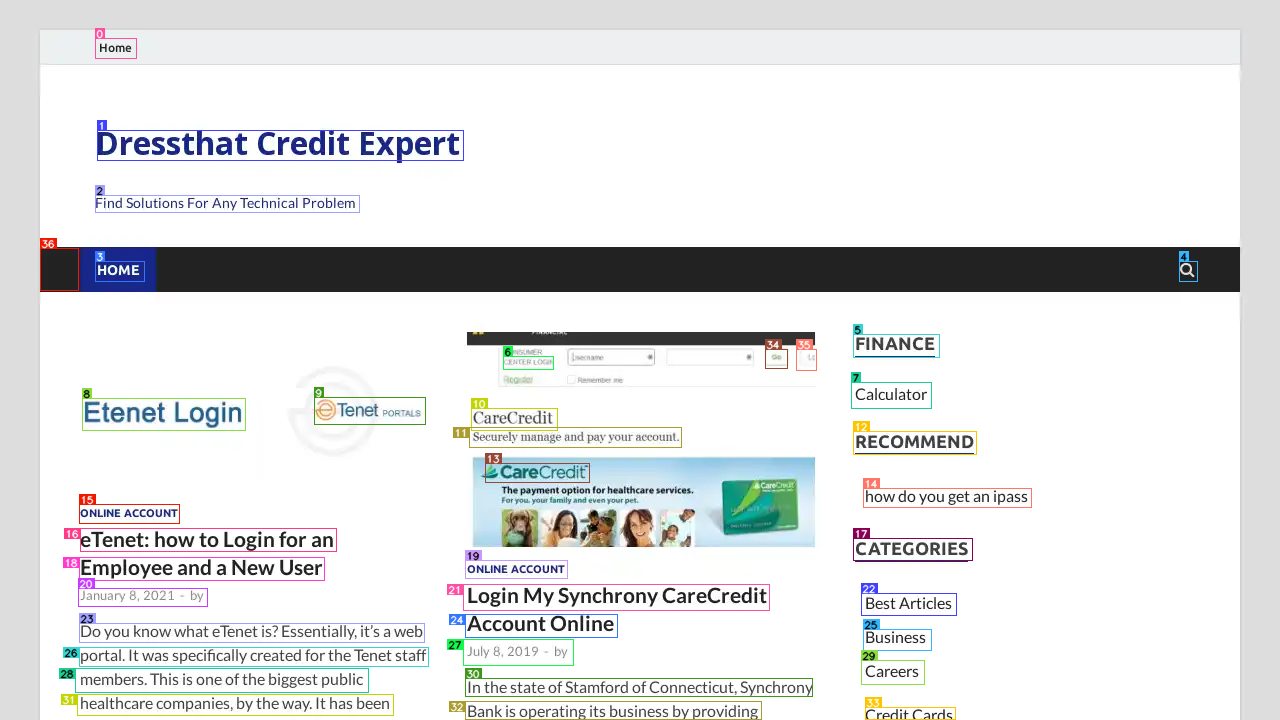 Home
Dressthat Credit Expert
Find Solutions For Any Technical Problem
HOME
Etenet Login
eTenet PORTALS
ONLINE ACCOUNT
eTenet: how to Login for an
Employee and a New User
January 8, 2021 - by
Do you know what eTenet is? Essentially, it's a web
portal. It was specifically created for the Tenet staff
members. This is one of the biggest public
healthcare companies, by the way. It has been
FINANCIAL
CONSUMER
CENTER LOGIN
Username
Go
Register
Remember me
CareCredit
Securely manage and pay your account.
CareCredit
The payment option for healthcare services.
For you, your family and even your pet.
CareCredit
ONLINE ACCOUNT
Login My Synchrony CareCredit
Account Online
July 8, 2019 - by
In the state of Stamford of Connecticut, Synchrony
Bank is operating its business by providing
FINANCE
Calculator
RECOMMEND
how do you get an ipass
CATEGORIES
Best Articles
Business
Careers
Credit Cards